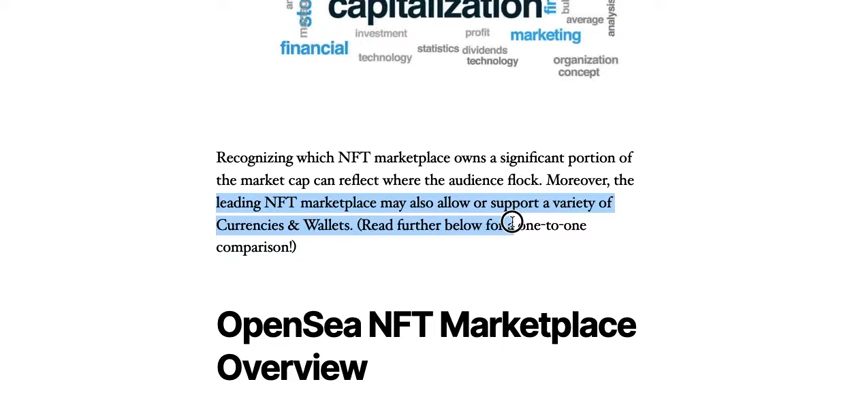 capitalization
investment
profit
average
analysis
marketing
financial
statistics
dividends
technology
technology
organization
concept
Recognizing which NFT marketplace owns a significant portion of
the market cap can reflect where the audience flock. Moreover, the
leading NFT marketplace may also allow or support a variety of
Currencies & Wallets. (Read further below for a one-to-one
comparison!)
OpenSea NFT Marketplace
Overview